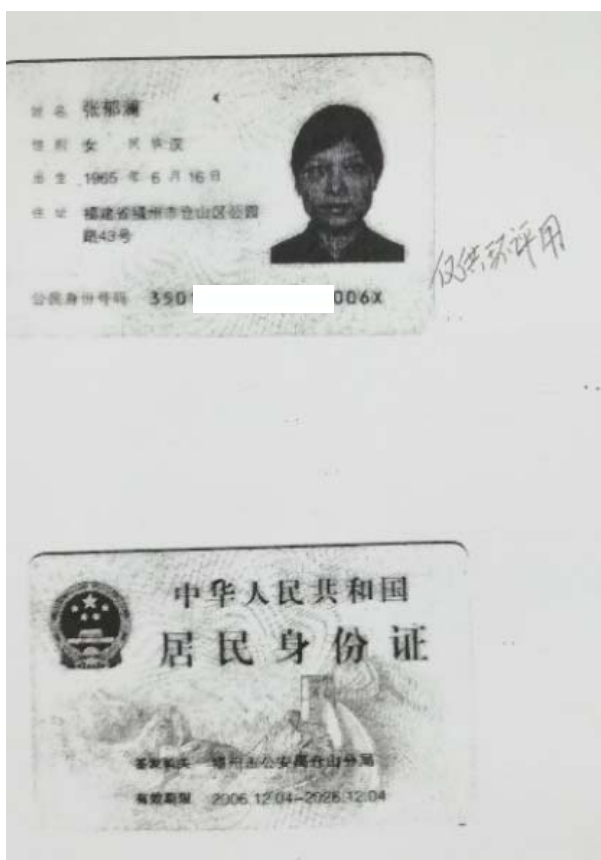 姓名 张郁澜
性别 女 民族 汉
出生 1965 年 6 月 16 日
住址 福建省福州市仓山区公园
路43号
公民身份号码 350 006X
仅供环评用
中华人民共和国
居民身份证
签发机关 福州市公安局仓山分局
有效期限 2006.12.04-2026.12.04